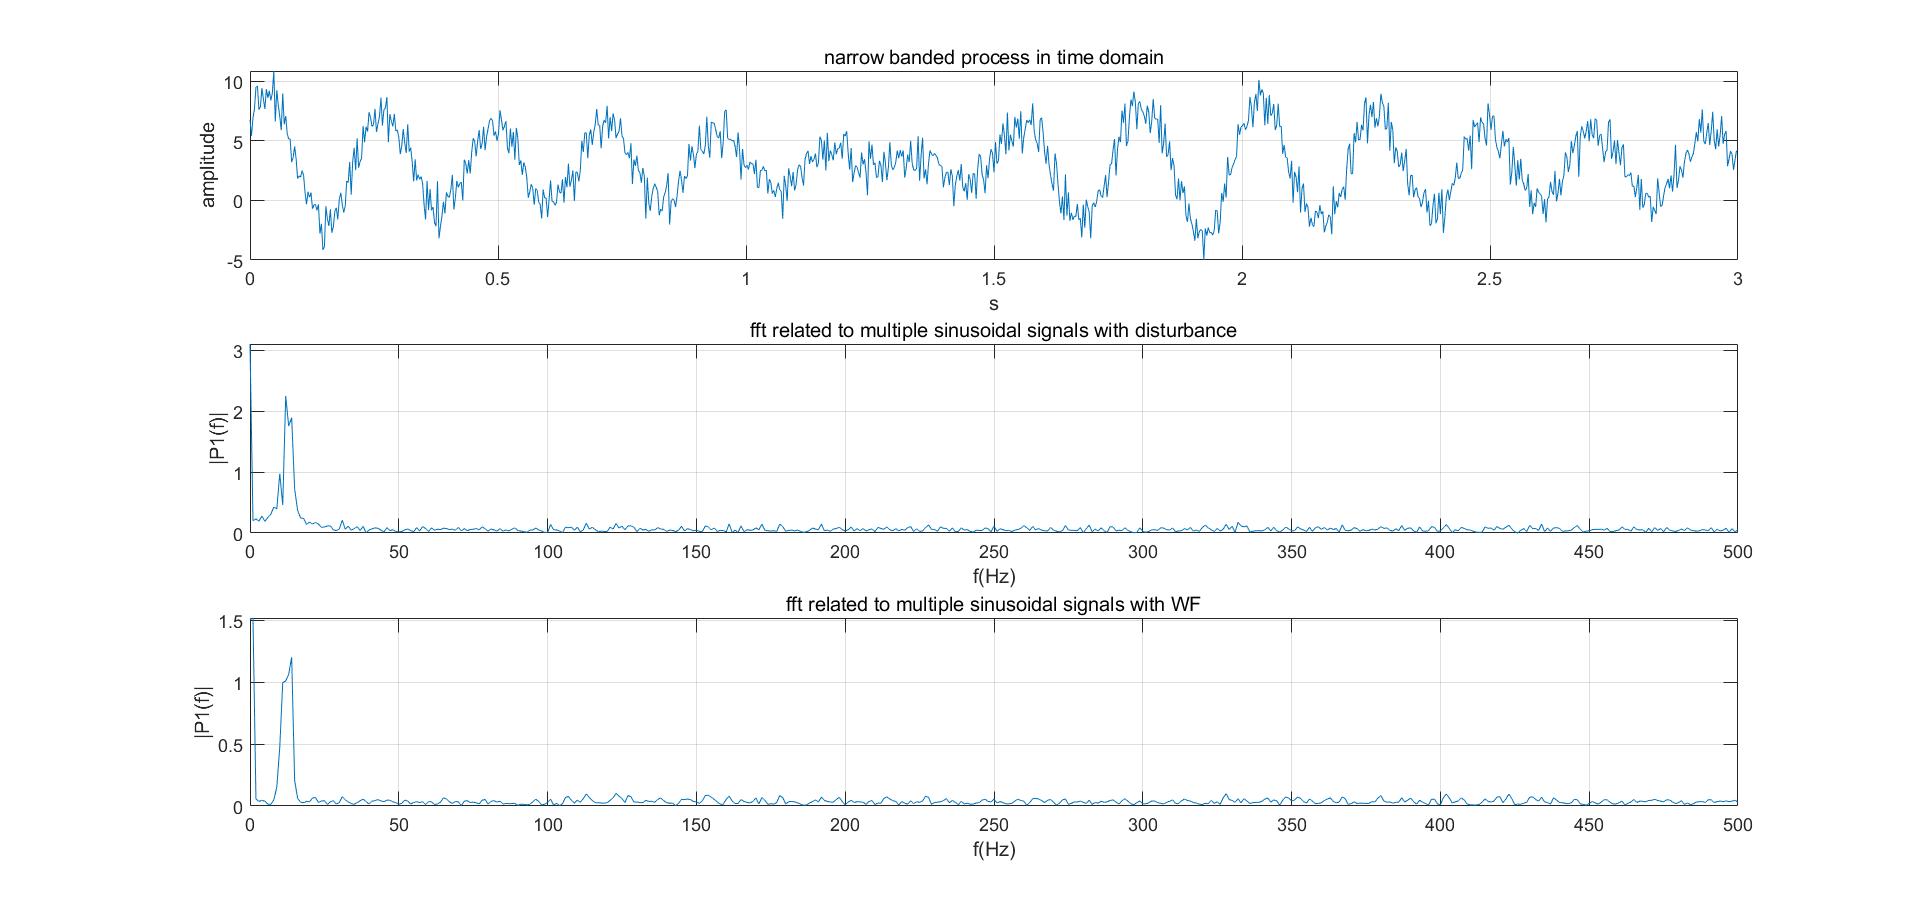 narrow banded process in time domain
10
5
0
-5
amplitude
0 0.5 1 1.5 2 2.5 3
s
fft related to multiple sinusoidal signals with disturbance
3
2
1
0
|P1(f)|
0 50 100 150 200 250 300 350 400 450 500
f(Hz)
fft related to multiple sinusoidal signals with WF
1.5
1
0.5
0
|P1(f)|
0 50 100 150 200 250 300 350 400 450 500
f(Hz)